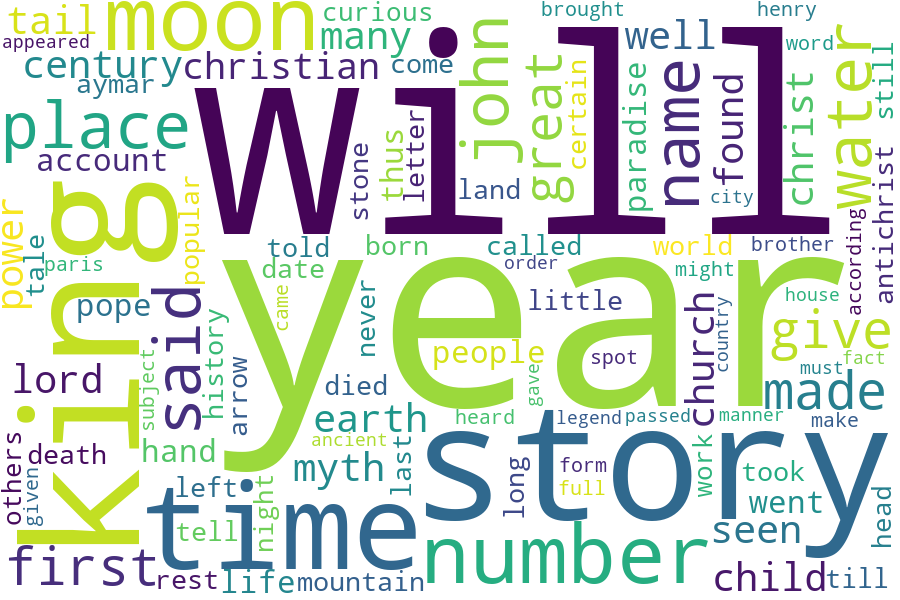 will
year
story
king
time
moon
number
place
said
first
name
water
great
john
give
made
church
christ
found
century
christian
tail
many
curious
appeared
aymar
come
well
brought
henry
word
still
account
thus
letter
stone
land
certain
paradise
city
antichrist
power
tale
popular
told
born
called
world
brother
paris
date
order
might
according
pope
came
never
little
house
history
people
spot
country
must
fact
lord
subject
arrow
died
gave
earth
heard
legend
passed
manner
make
others
death
hand
ancient
myth
last
long
form
full
work
took
went
seen
head
given
left
tell
night
rest
life
mountain
child
till